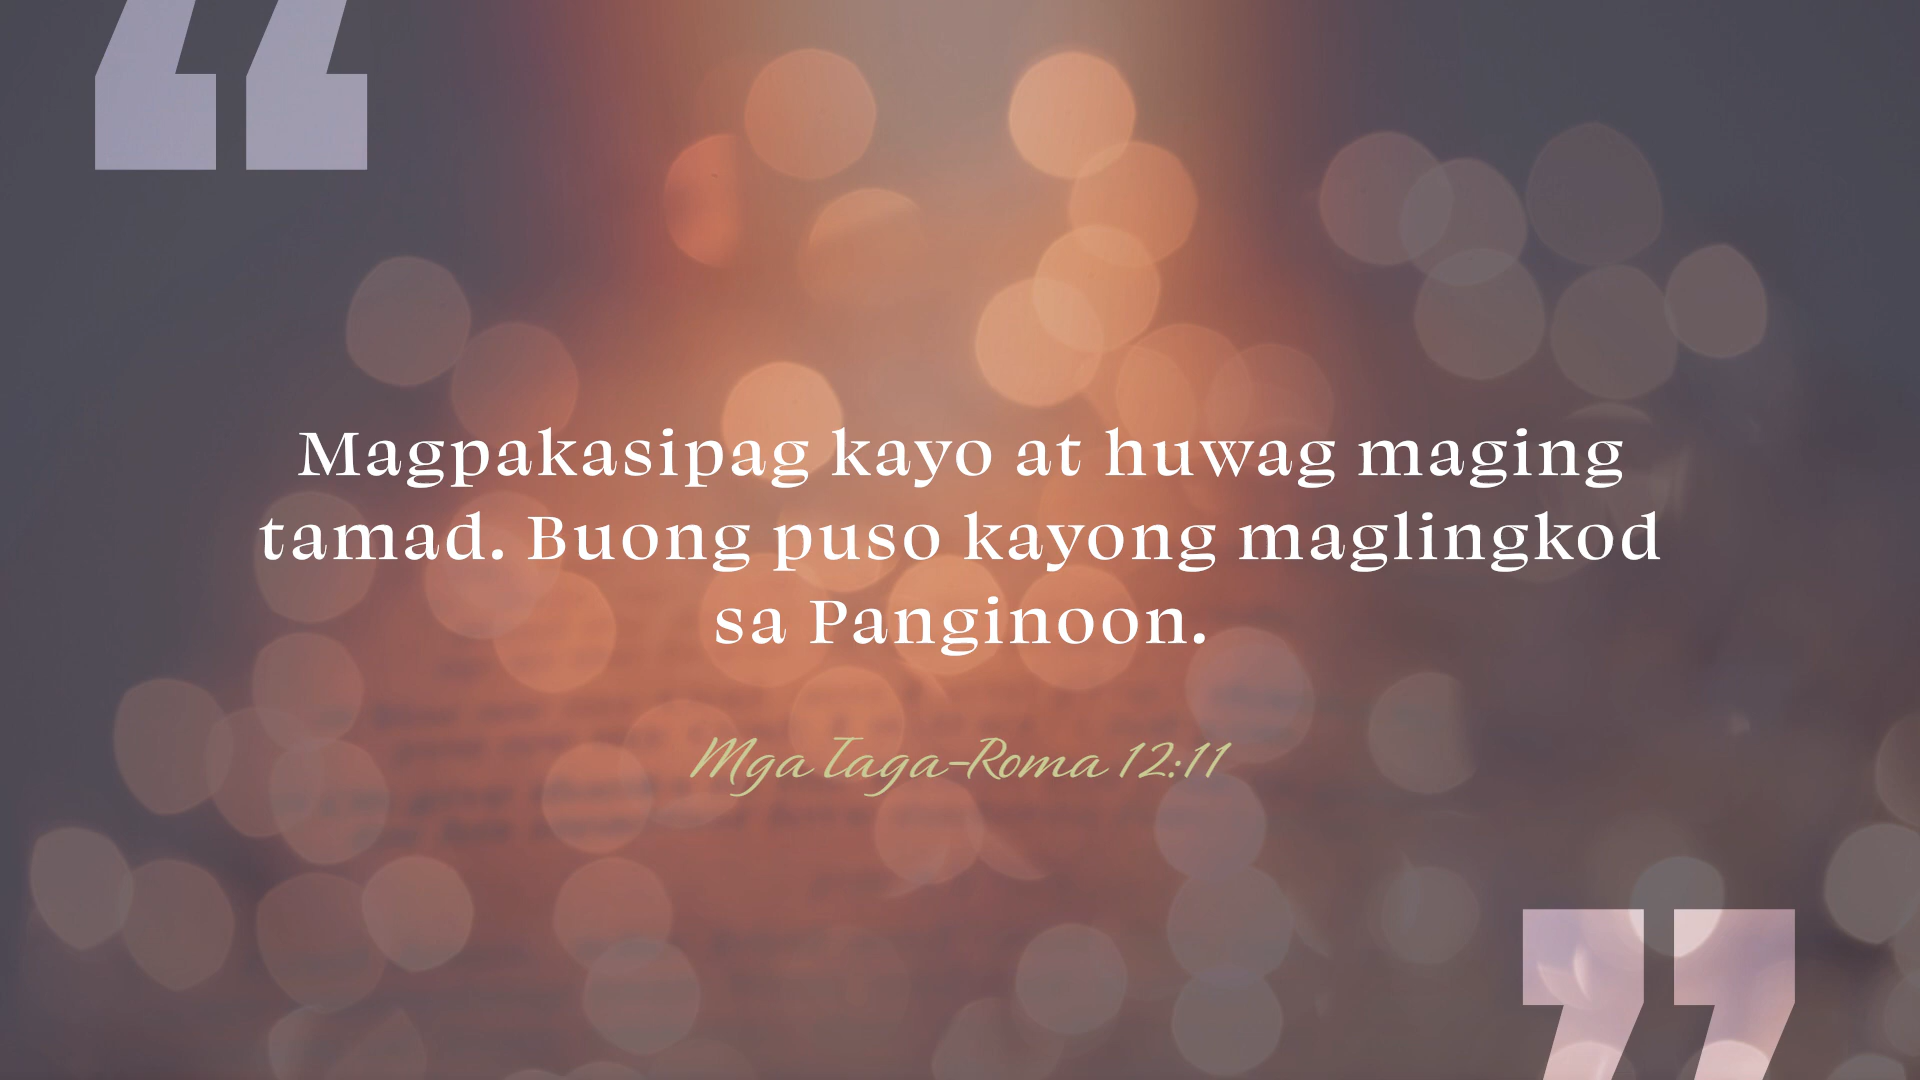 Magpakasipag kayo at huwag maging
tamad. Buong puso kayong maglingkod
sa Panginoon.
Mga Taga-Roma 12:11